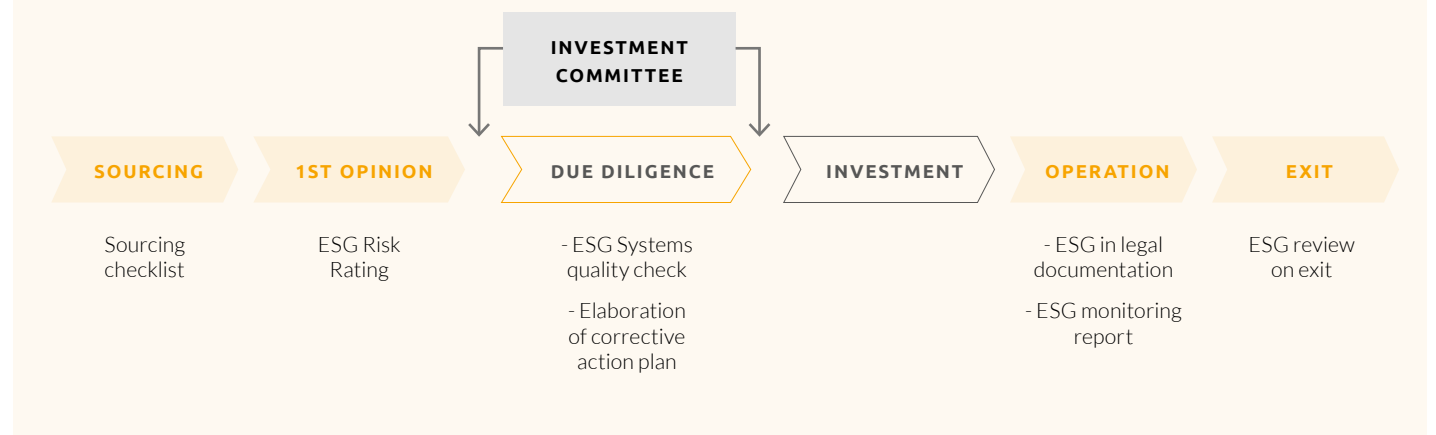 INVESTMENT
COMMITTEE
SOURCING
1ST OPINION
DUE DILIGENCE
INVESTMENT
OPERATION
EXIT
Sourcing
checklist
ESG Risk
Rating
- ESG Systems
quality check
- Elaboration
of corrective
action plan
- ESG in legal
documentation
- ESG monitoring
report
ESG review
on exit